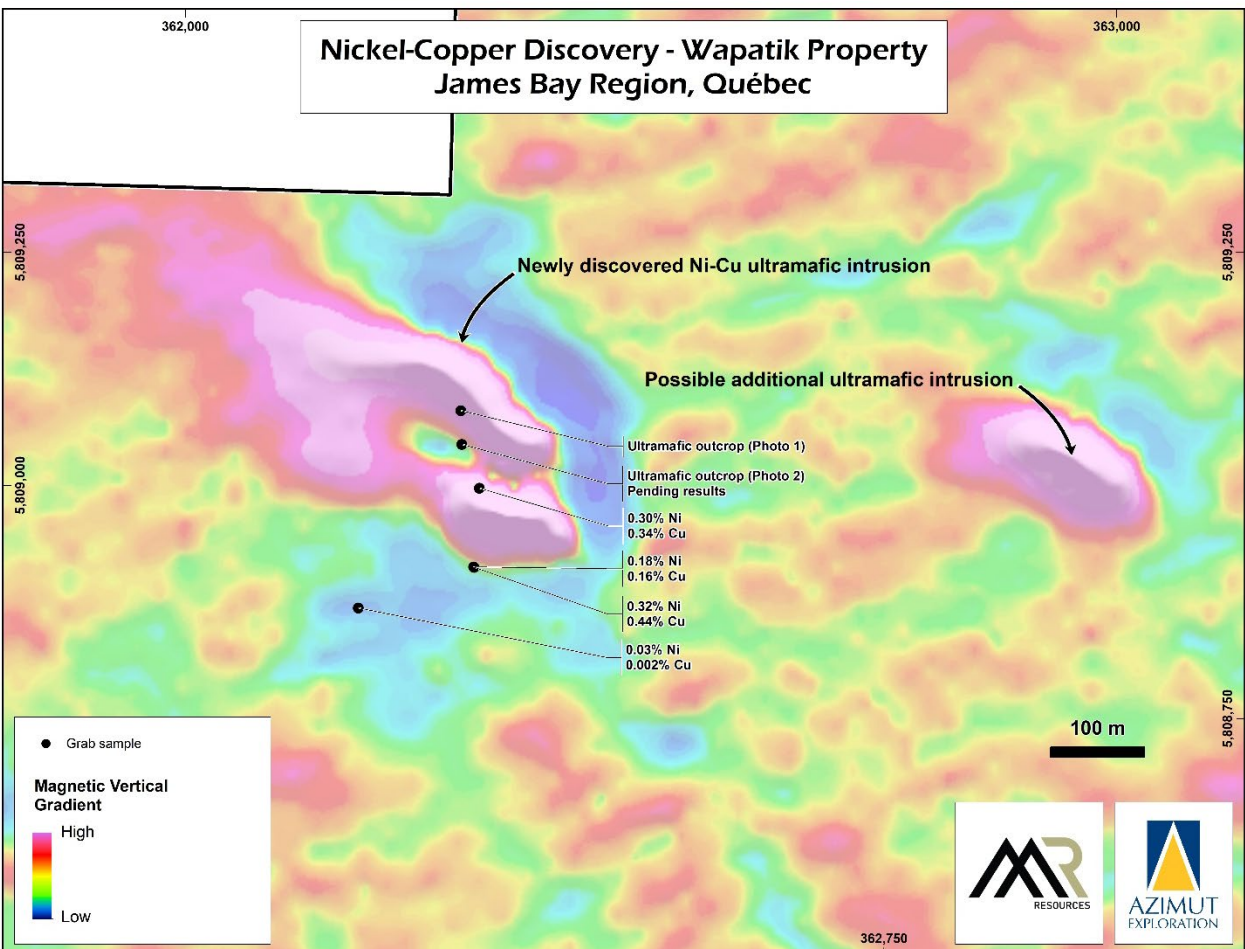 362,000
363,000
Nickel-Copper Discovery - Wapatik Property
James Bay Region, Québec
5,809,250
5,809,250
Newly discovered Ni-Cu ultramafic intrusion
Possible additional ultramafic intrusion
Ultramafic outcrop (Photo 1)
Ultramafic outcrop (Photo 2)
Pending results
5,809,000
0.30% Ni
0.34% Cu
0.18% Ni
0.16% Cu
0.32% Ni
0.44% Cu
0.03% Ni
0.002% Cu
5,808,750
100 m
Grab sample
Magnetic Vertical
Gradient
High
Low
MR
RESOURCES
AZIMUT
EXPLORATION
362,750